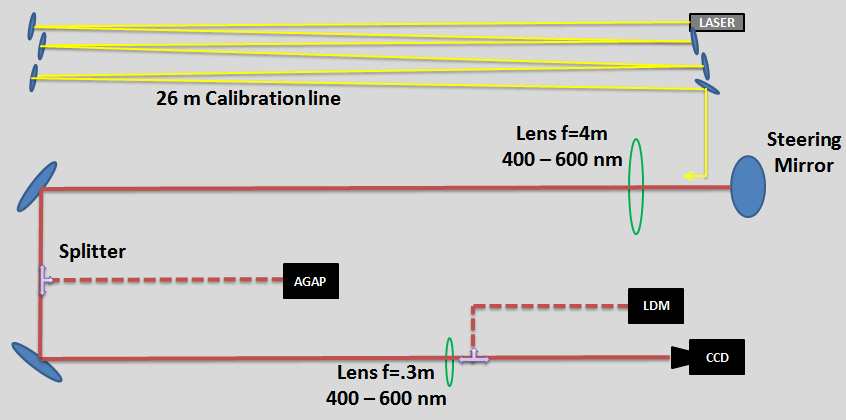 LASER
26 m Calibration line
Lens f=4m
400 – 600 nm
Steering
Mirror
Splitter
AGAP
LDM
CCD
Lens f=.3m
400 – 600 nm